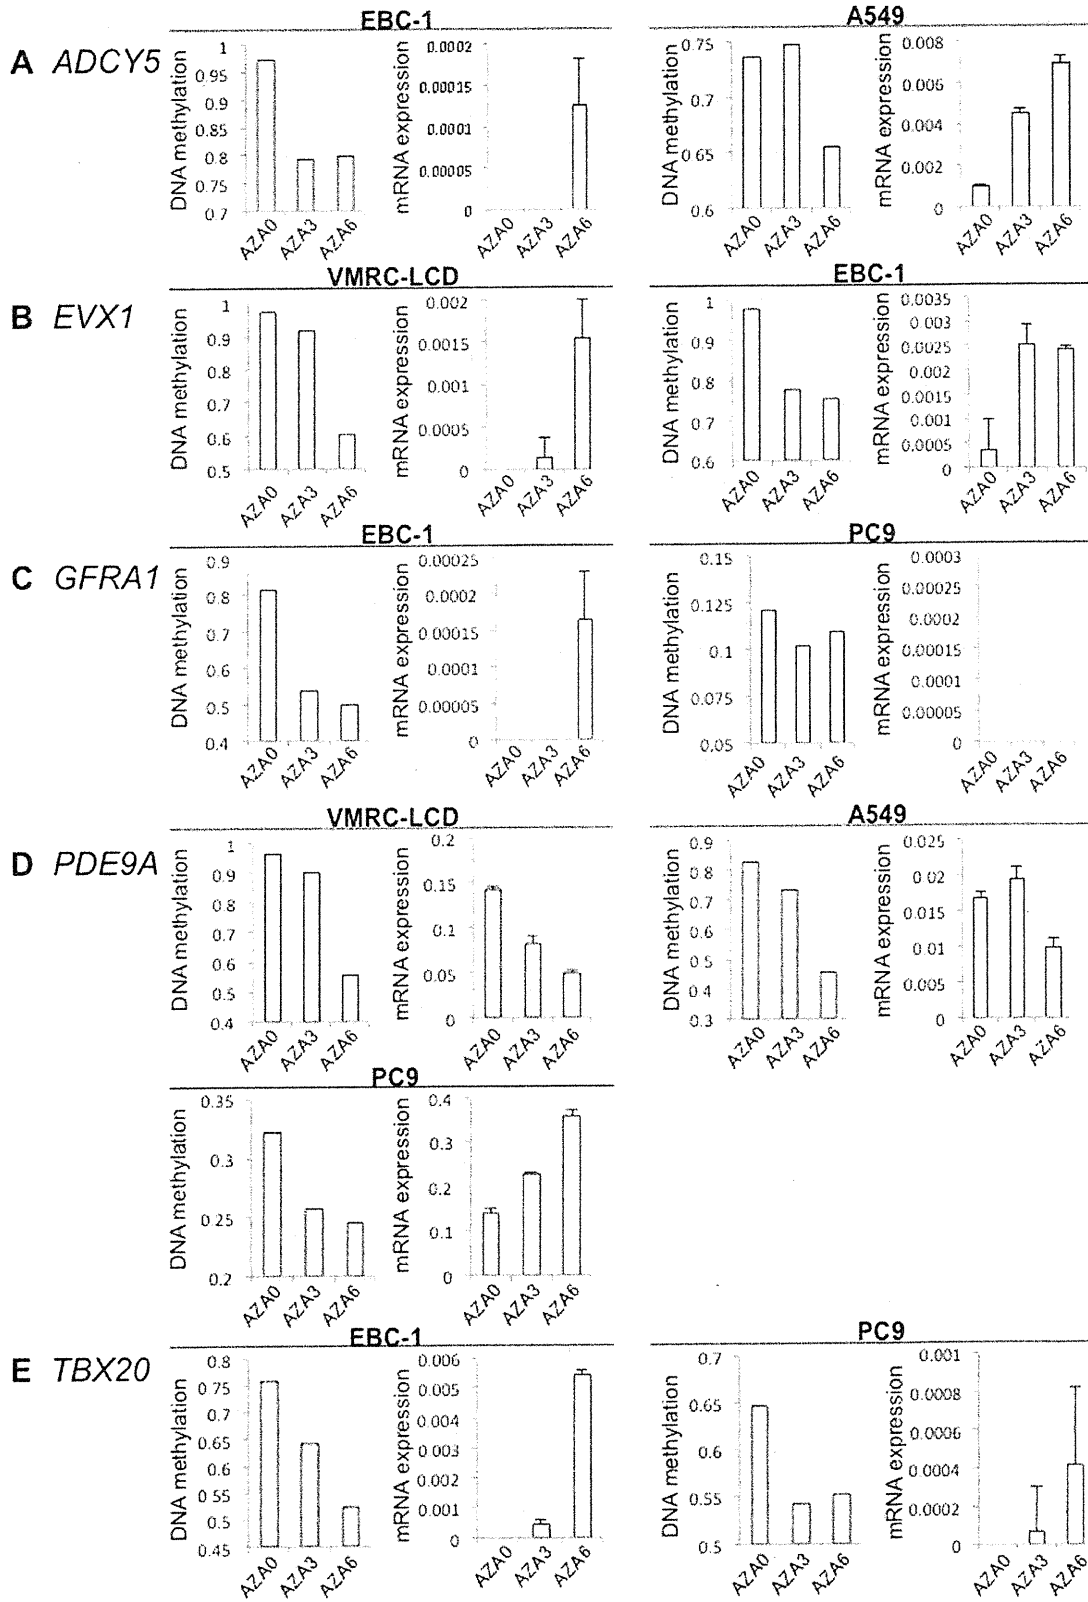 EBC-1
A549
A ADCY5
DNA methylation
1
0.95
0.9
0.85
0.8
0.75
0.7
AZA0 AZA3 AZA6
mRNA expression
0.0002
0.00015
0.0001
0.00005
0
AZA0 AZA3 AZA6
DNA methylation
0.75
0.7
0.65
0.6
AZA0 AZA3 AZA6
mRNA expression
0.008
0.006
0.004
0.002
0
AZA0 AZA3 AZA6
VMRC-LCD
EBC-1
B EVX1
DNA methylation
1
0.9
0.8
0.7
0.6
0.5
AZA0 AZA3 AZA6
mRNA expression
0.002
0.0015
0.001
0.0005
0
AZA0 AZA3 AZA6
DNA methylation
1
0.9
0.8
0.7
0.6
AZA0 AZA3 AZA6
mRNA expression
0.0035
0.003
0.0025
0.002
0.0015
0.001
0.0005
0
AZA0 AZA3 AZA6
EBC-1
PC9
C GFRA1
DNA methylation
0.9
0.8
0.7
0.6
0.5
0.4
AZA0 AZA3 AZA6
mRNA expression
0.00025
0.0002
0.00015
0.0001
0.00005
0
AZA0 AZA3 AZA6
DNA methylation
0.15
0.125
0.1
0.075
0.05
AZA0 AZA3 AZA6
mRNA expression
0.0003
0.00025
0.0002
0.00015
0.0001
0.00005
0
AZA0 AZA3 AZA6
VMRC-LCD
A549
D PDE9A
DNA methylation
1
0.9
0.8
0.7
0.6
0.5
0.4
AZA0 AZA3 AZA6
mRNA expression
0.2
0.15
0.1
0.05
0
AZA0 AZA3 AZA6
DNA methylation
0.9
0.8
0.7
0.6
0.5
0.4
0.3
AZA0 AZA3 AZA6
mRNA expression
0.025
0.02
0.015
0.01
0.005
0
AZA0 AZA3 AZA6
PC9
DNA methylation
0.35
0.3
0.25
0.2
AZA0 AZA3 AZA6
mRNA expression
0.4
0.3
0.2
0.1
0
AZA0 AZA3 AZA6
EBC-1
PC9
E TBX20
DNA methylation
0.8
0.75
0.7
0.65
0.6
0.55
0.5
0.45
AZA0 AZA3 AZA6
mRNA expression
0.006
0.005
0.004
0.003
0.002
0.001
0
AZA0 AZA3 AZA6
DNA methylation
0.7
0.65
0.6
0.55
0.5
AZA0 AZA3 AZA6
mRNA expression
0.001
0.0008
0.0006
0.0004
0.0002
0
AZA0 AZA3 AZA6